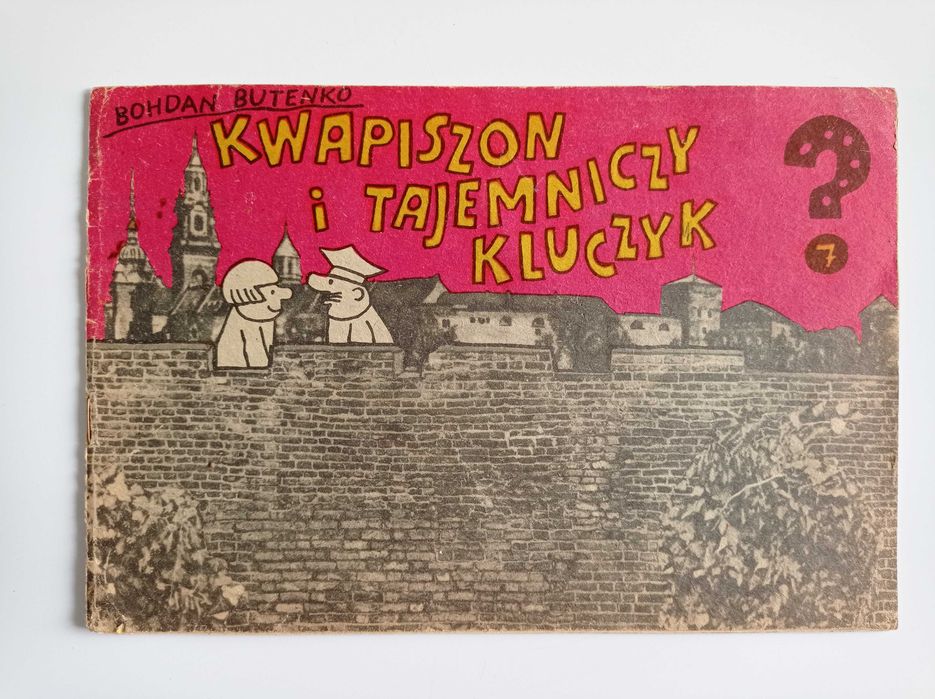 BOHDAN BUTENKO
KWAPISZON
i TAJEMNICZY
KLUCZYK
?
7